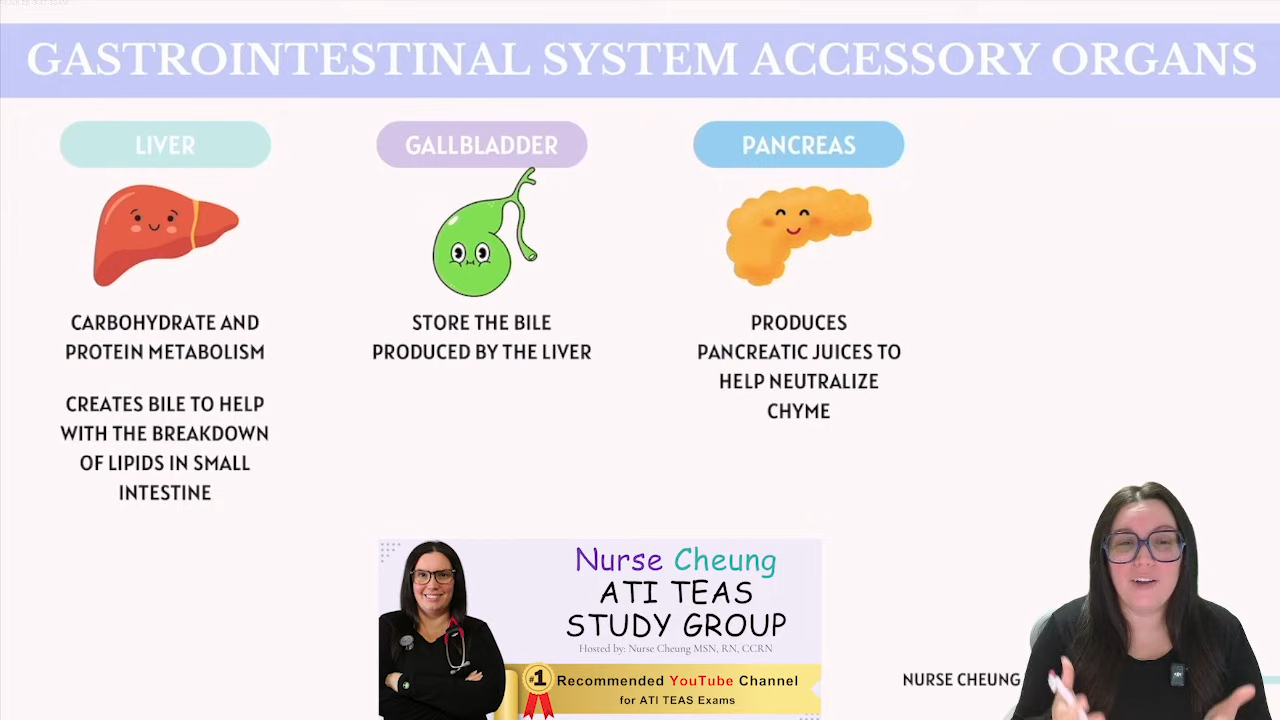 GASTROINTESTINAL SYSTEM ACCESSORY ORGANS
LIVER
CARBOHYDRATE AND
PROTEIN METABOLISM
CREATES BILE TO HELP
WITH THE BREAKDOWN
OF LIPIDS IN SMALL
INTESTINE
GALLBLADDER
STORE THE BILE
PRODUCED BY THE LIVER
PANCREAS
PRODUCES
PANCREATIC JUICES TO
HELP NEUTRALIZE
CHYME
Nurse Cheung
ATI TEAS
STUDY GROUP
Hosted by: Nurse Cheung MSN, RN, CCRN
#1
Recommended YouTube Channel
for ATI TEAS Exams
NURSE CHEUNG